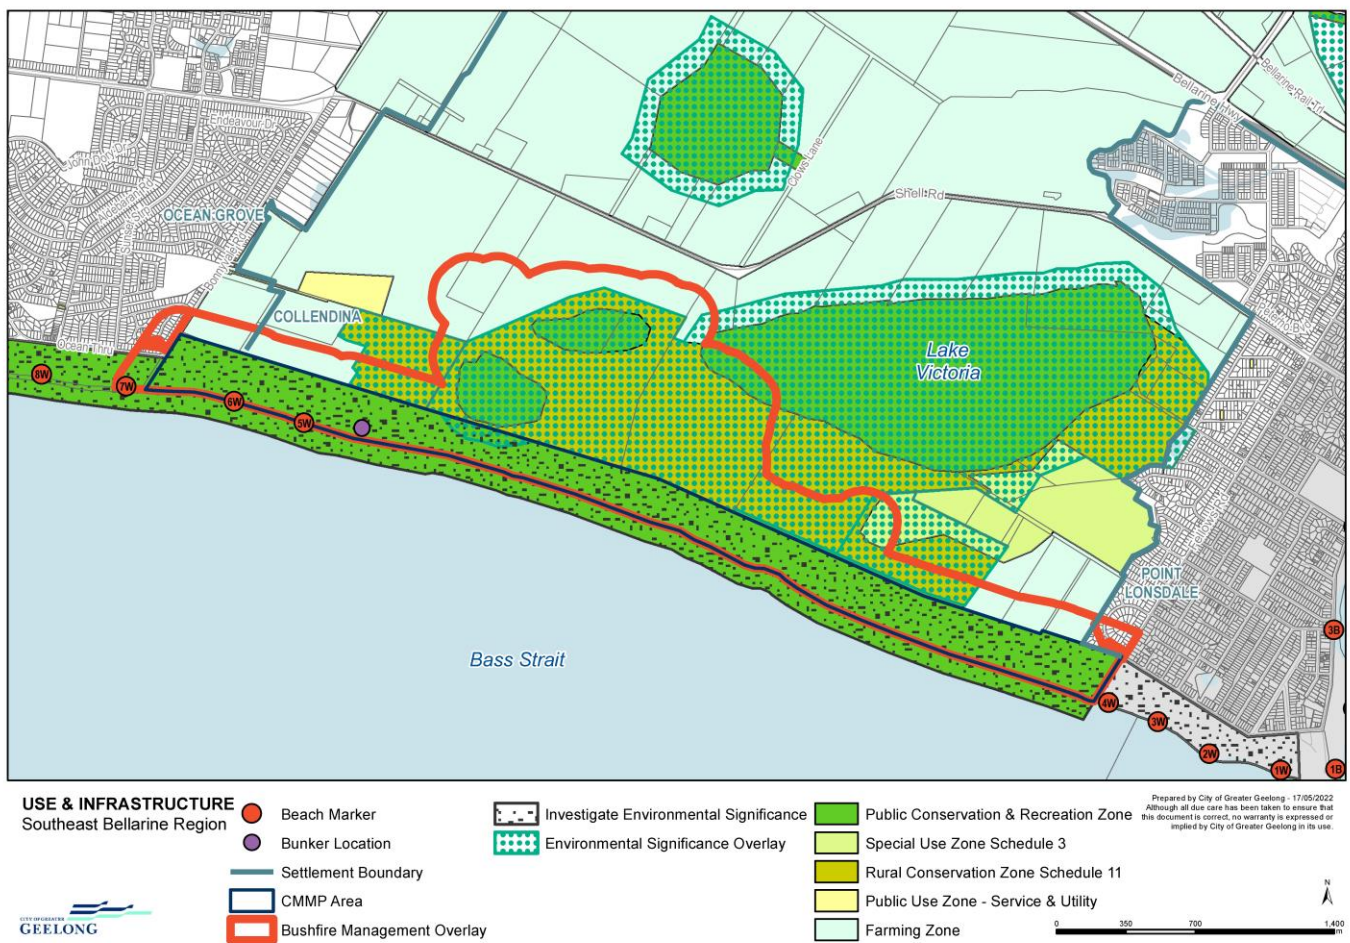 Bellarine Hwy
Bellarine Rail Trl
Endeavour Dr
Clows Lane
Shell Rd
OCEAN GROVE
COLLENDINA
Lake
Victoria
8W
7W
6W
5W
POINT
LONSDALE
Bass Strait
3B
4W
3W
2W
1W
1B
USE & INFRASTRUCTURE
Southeast Bellarine Region
Beach Marker
Bunker Location
Settlement Boundary
CMMP Area
Bushfire Management Overlay
Investigate Environmental Significance
Environmental Significance Overlay
Public Conservation & Recreation Zone
Special Use Zone Schedule 3
Rural Conservation Zone Schedule 11
Public Use Zone - Service & Utility
Farming Zone
Prepared by City of Greater Geelong - 17/05/2022
Although all due care has been taken to ensure that
this document is correct, no warranty is expressed or
implied by City of Greater Geelong in its use.
N
0 350 700 1,400
m
CITY OF GREATER
GEELONG